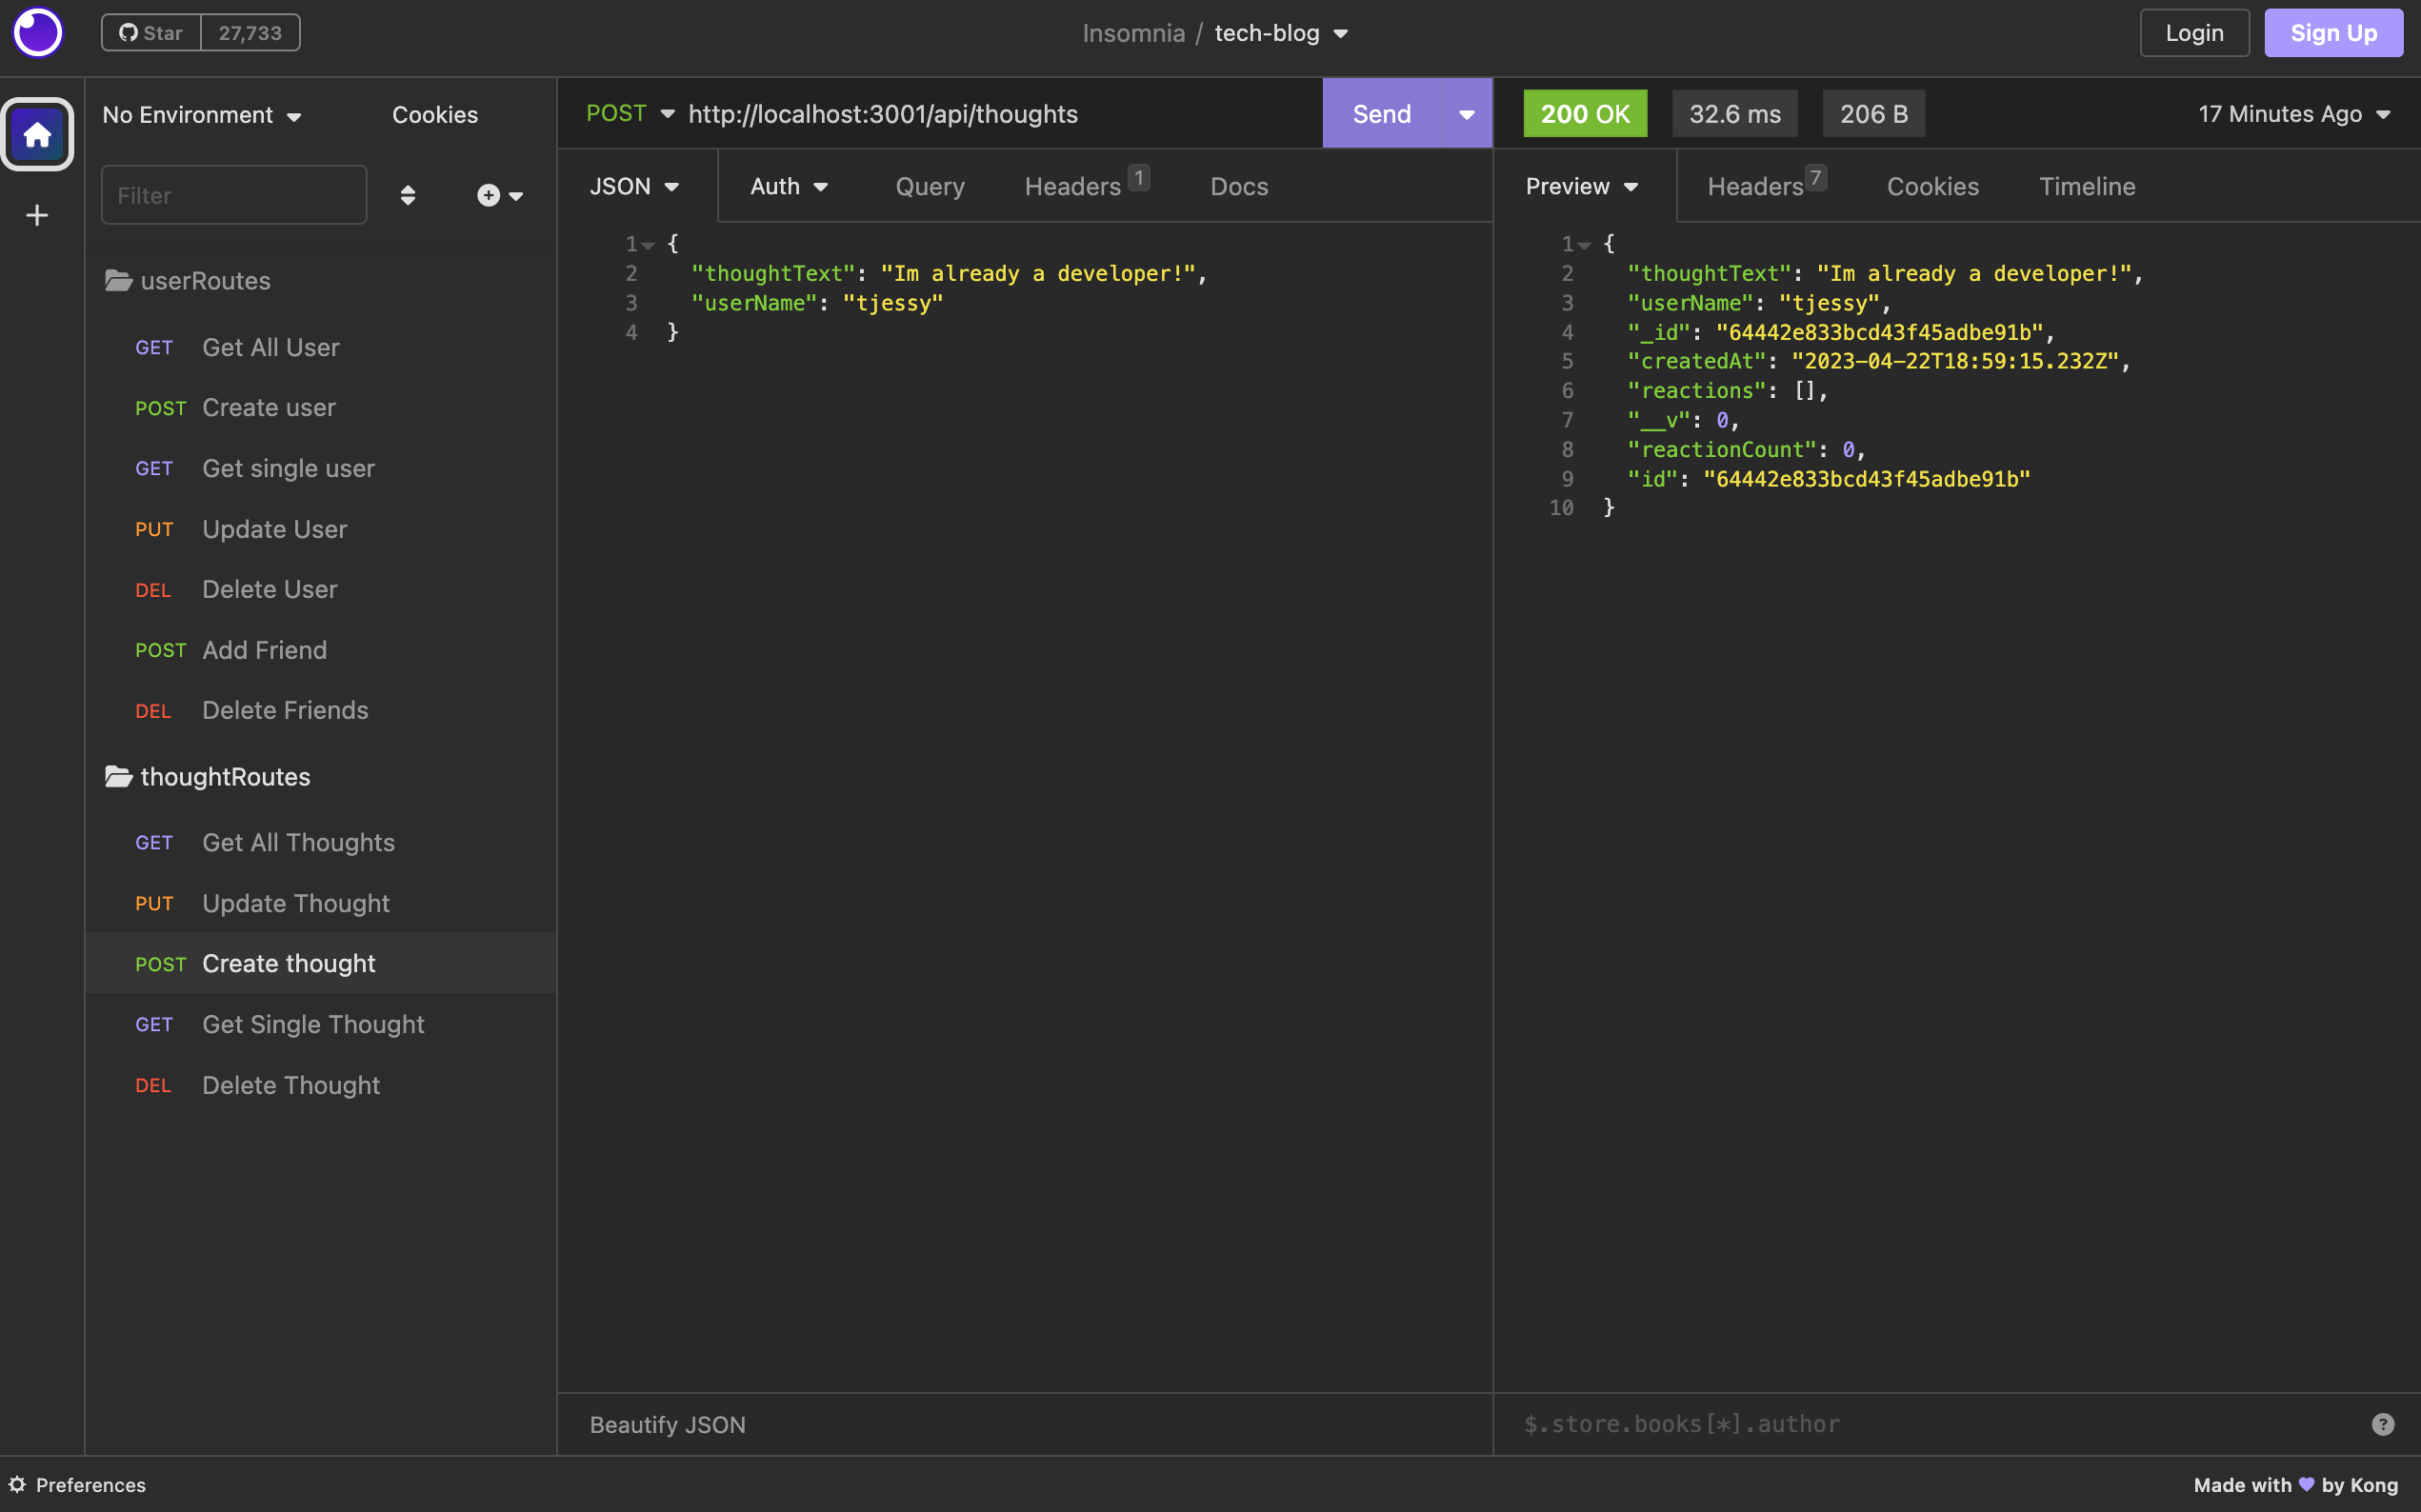 Star 27,733
Insomnia / tech-blog
Login Sign Up
No Environment Cookies
Filter
userRoutes
GET Get All User
POST Create user
GET Get single user
PUT Update User
DEL Delete User
POST Add Friend
DEL Delete Friends
thoughtRoutes
GET Get All Thoughts
PUT Update Thought
POST Create thought
GET Get Single Thought
DEL Delete Thought
POST http://localhost:3001/api/thoughts Send
JSON Auth Query Headers 1 Docs
1 {
2 "thoughtText": "Im already a developer!",
3 "userName": "tjessy"
4 }
Beautify JSON
200 OK 32.6 ms 206 B 17 Minutes Ago
Preview Headers 7 Cookies Timeline
1 {
2 "thoughtText": "Im already a developer!",
3 "userName": "tjessy",
4 "_id": "64442e833bcd43f45adbe91b",
5 "createdAt": "2023-04-22T18:59:15.232Z",
6 "reactions": [],
7 "__v": 0,
8 "reactionCount": 0,
9 "id": "64442e833bcd43f45adbe91b"
10 }
$.store.books[*].author ?
Preferences
Made with 💜 by Kong